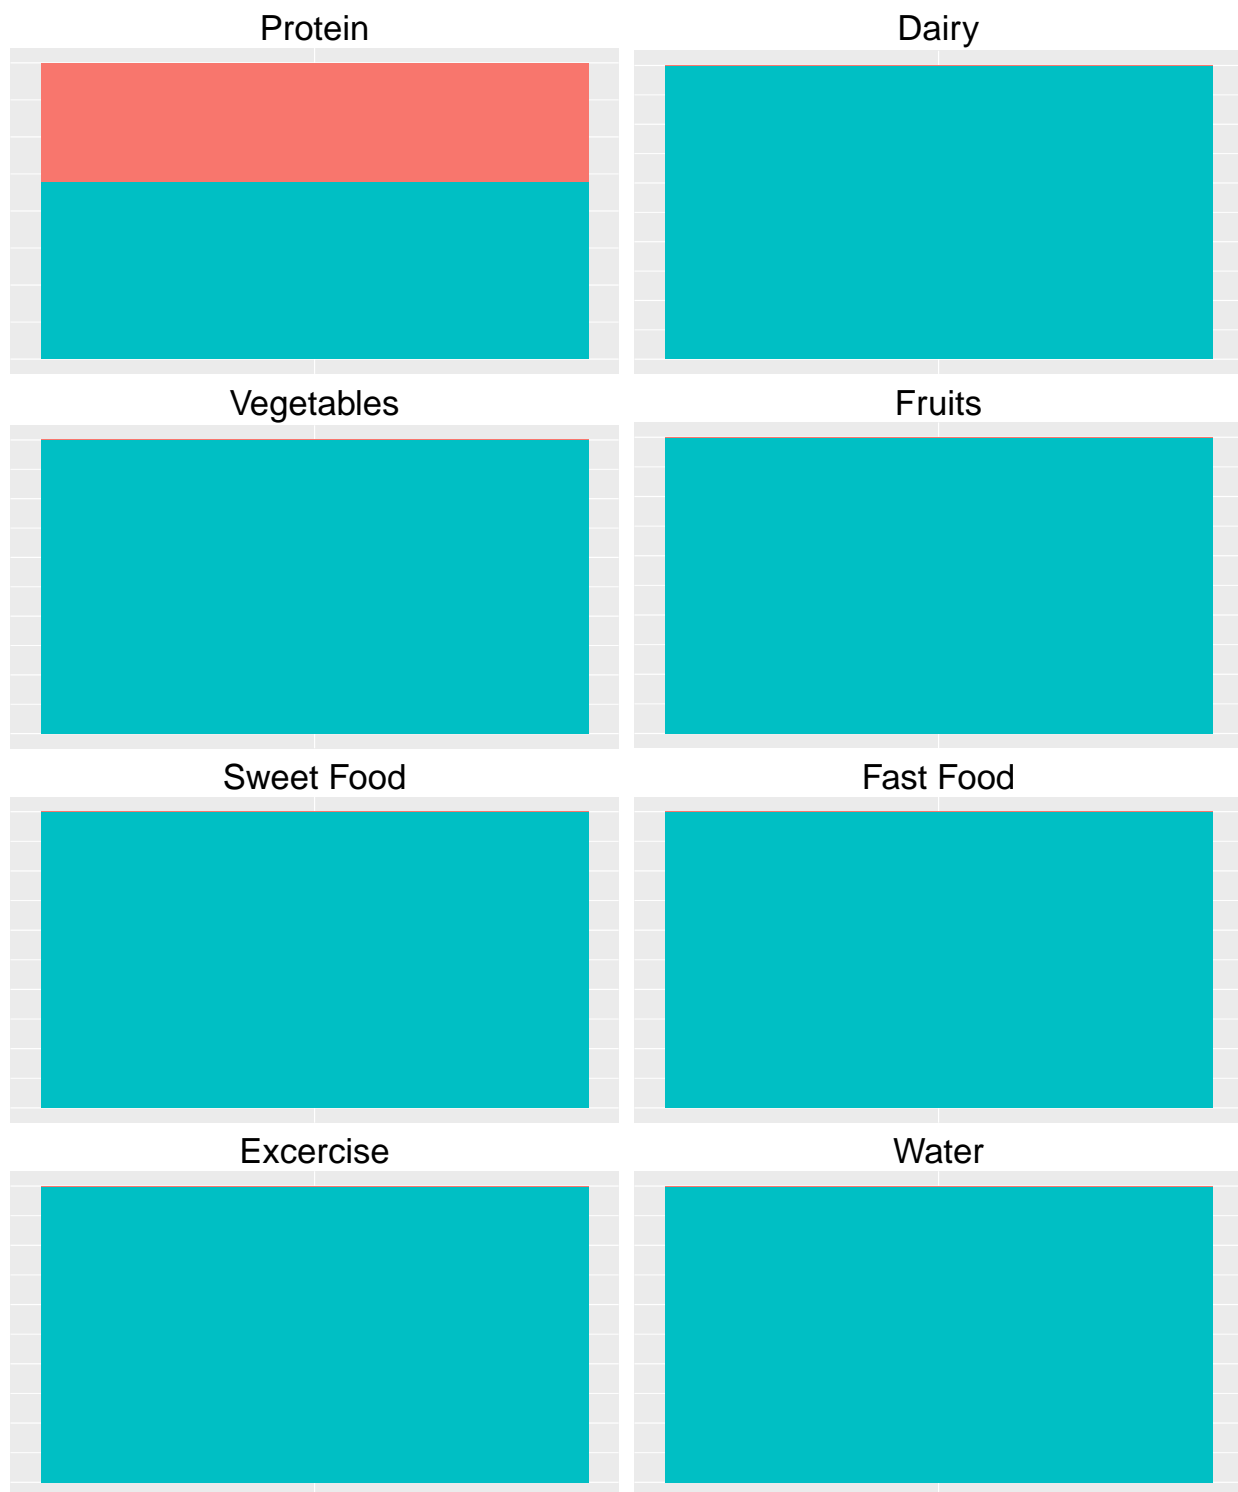 Protein
Dairy
Vegetables
Fruits
Sweet Food
Fast Food
Excercise
Water